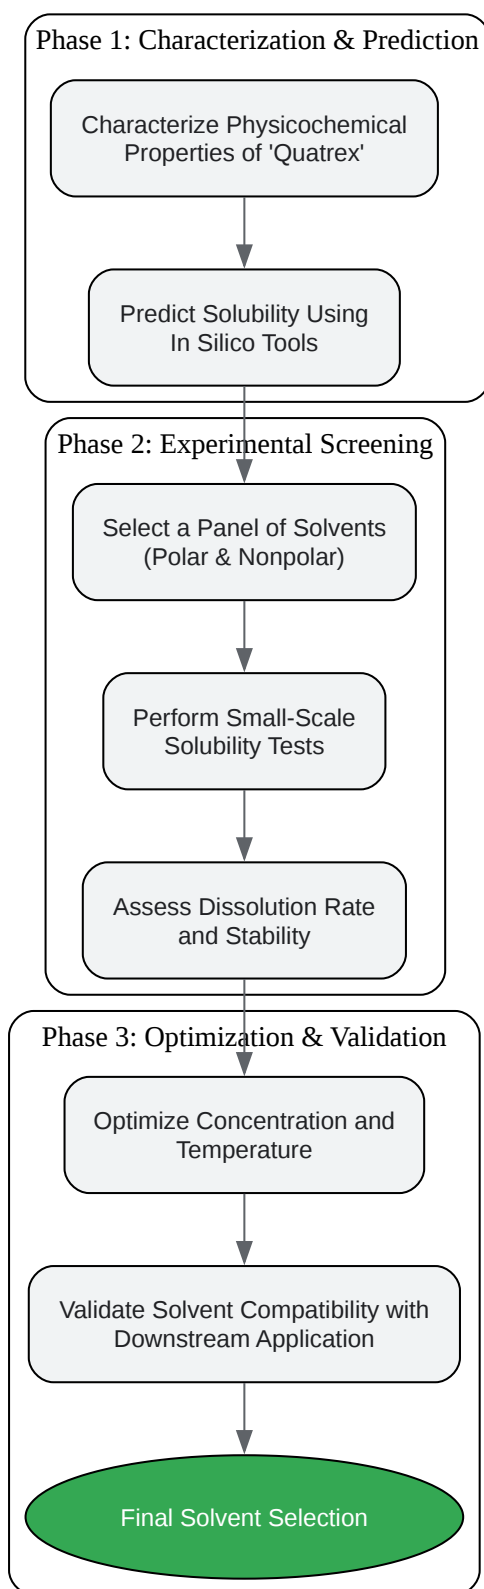 Phase 1: Characterization & Prediction
Characterize Physicochemical
Properties of 'Quatrex'
Predict Solubility Using
In Silico Tools
Phase 2: Experimental Screening
Select a Panel of Solvents
(Polar & Nonpolar)
Perform Small-Scale
Solubility Tests
Assess Dissolution Rate
and Stability
Phase 3: Optimization & Validation
Optimize Concentration and
Temperature
Validate Solvent Compatibility with
Downstream Application
Final Solvent Selection